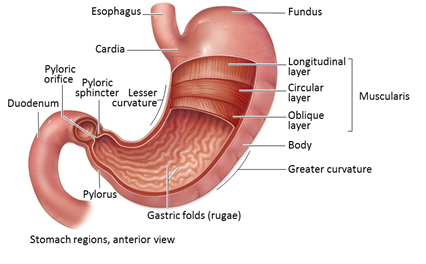 Esophagus
Fundus
Cardia
Pyloric
orifice
Pyloric
sphincter
Lesser
curvature
Longitudinal
layer
Circular
layer
Muscularis
Duodenum
Oblique
layer
Body
Greater curvature
Pylorus
Gastric folds (rugae)
Stomach regions, anterior view